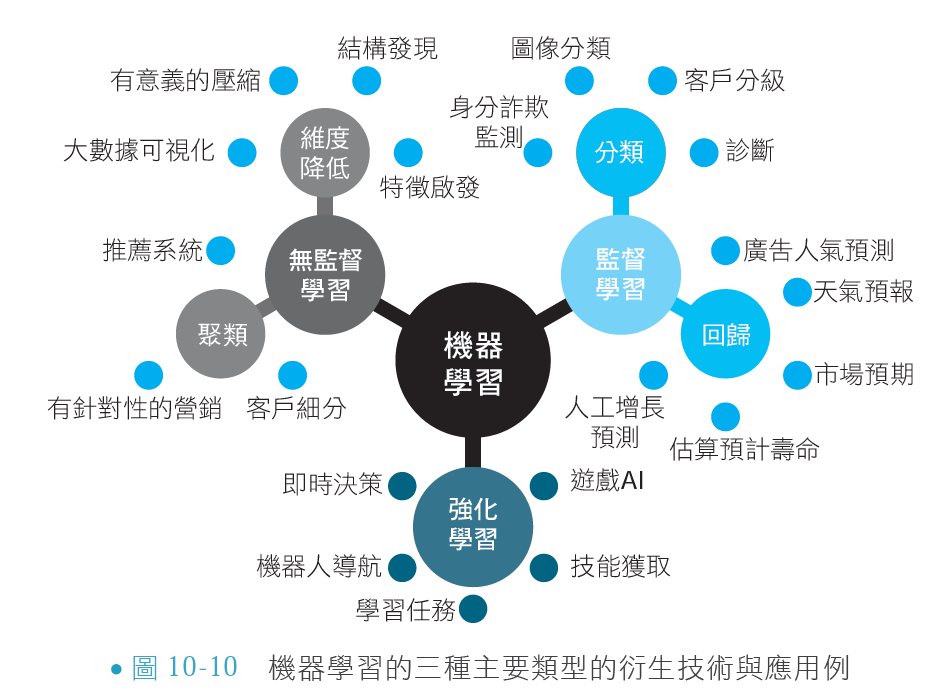 結構發現
有意義的壓縮
大數據可視化
維度
降低
特徵啟發
圖像分類
身分詐欺
監測
客戶分級
分類
診斷
推薦系統
無監督
學習
聚類
有針對性的營銷
客戶細分
監督
學習
廣告人氣預測
天氣預報
回歸
市場預期
人工增長
預測
估算預計壽命
機器
學習
即時決策
遊戲AI
強化
學習
機器人導航
技能獲取
學習任務
• 圖 10-10 機器學習的三種主要類型的衍生技術與應用例